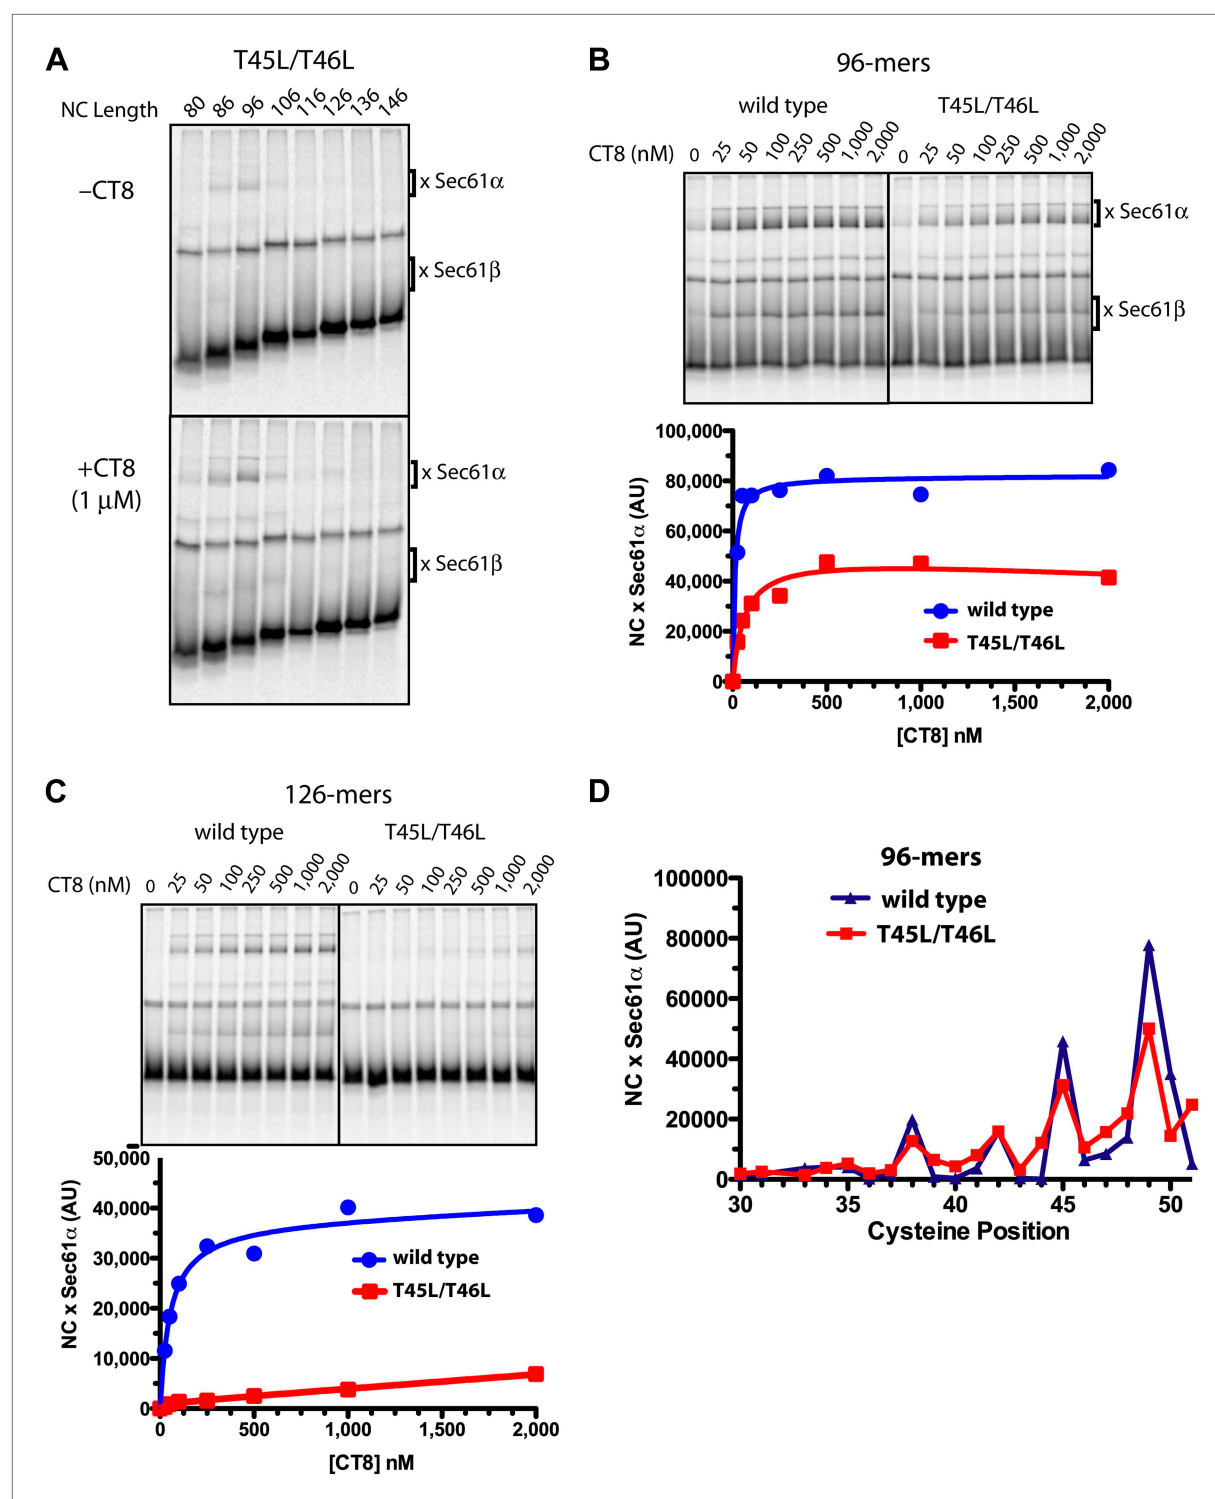 A
T45L/T46L
NC Length 80 86 96 106 116 126 136 146
–CT8
x Sec61α
x Sec61β
+CT8
(1 µM)
x Sec61α
x Sec61β
B
96-mers
wild type T45L/T46L
CT8 (nM) 0 25 50 100 250 500 1,000 2,000 0 25 50 100 250 500 1,000 2,000
x Sec61α
x Sec61β
NC x Sec61α (AU)
100,000
80,000
60,000
40,000
20,000
0
wild type
T45L/T46L
0 500 1,000 1,500 2,000
[CT8] nM
C
126-mers
wild type T45L/T46L
CT8 (nM) 0 25 50 100 250 500 1,000 2,000 0 25 50 100 250 500 1,000 2,000
NC x Sec61α (AU)
50,000
40,000
30,000
20,000
10,000
0
wild type
T45L/T46L
0 500 1,000 1,500 2,000
[CT8] nM
D
96-mers
wild type
T45L/T46L
NC x Sec61α (AU)
100000
80000
60000
40000
20000
0
30 35 40 45 50
Cysteine Position